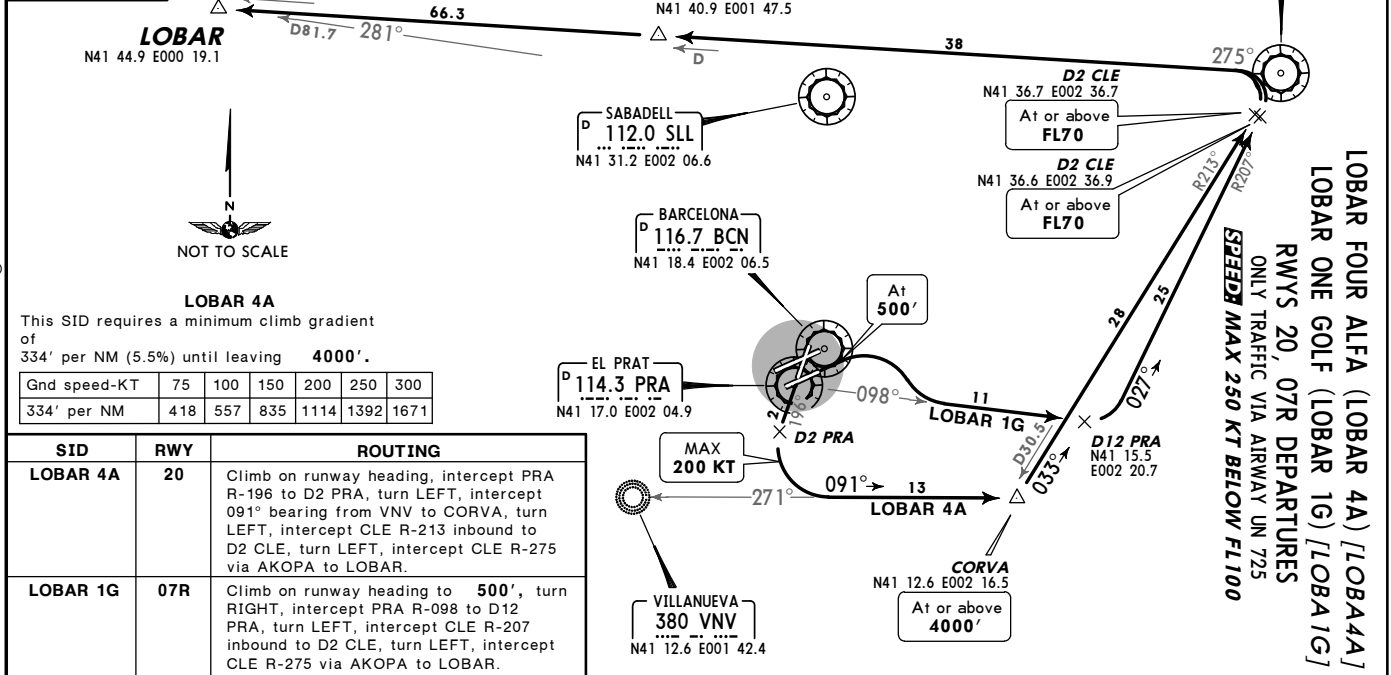 N41 40.9 E001 47.5
66.3
LOBAR
N41 44.9 E000 19.1
D81.7
281°
D
38
275°
D2 CLE
N41 36.7 E002 36.7
At or above
FL70
D2 CLE
N41 36.6 E002 36.9
At or above
FL70
SABADELL
D 112.0 SLL
N41 31.2 E002 06.6
R213°
R207°
N
NOT TO SCALE
BARCELONA
D 116.7 BCN
N41 18.4 E002 06.5
At
500'
28
25
EL PRAT
D 114.3 PRA
N41 17.0 E002 04.9
098°
11
LOBAR 1G
027°
2
196°
D2 PRA
MAX
200 KT
D30.5
033°
D12 PRA
N41 15.5
E002 20.7
271°
091°
13
LOBAR 4A
CORVA
N41 12.6 E002 16.5
At or above
4000'
VILLANUEVA
380 VNV
N41 12.6 E001 42.4
LOBAR FOUR ALFA (LOBAR 4A) [LOBA4A]
LOBAR ONE GOLF (LOBAR 1G) [LOBA1G]
RWYS 20, 07R DEPARTURES
ONLY TRAFFIC VIA AIRWAY UN 725
SPEED: MAX 250 KT BELOW FL100
LOBAR 4A
This SID requires a minimum climb gradient
of
334' per NM (5.5%) until leaving 4000'.
Gnd speed-KT 75 100 150 200 250 300
334' per NM 418 557 835 1114 1392 1671
SID RWY ROUTING
LOBAR 4A 20 Climb on runway heading, intercept PRA
R-196 to D2 PRA, turn LEFT, intercept
091° bearing from VNV to CORVA, turn
LEFT, intercept CLE R-213 inbound to
D2 CLE, turn LEFT, intercept CLE R-275
via AKOPA to LOBAR.
LOBAR 1G 07R Climb on runway heading to 500', turn
RIGHT, intercept PRA R-098 to D12
PRA, turn LEFT, intercept CLE R-207
inbound to D2 CLE, turn LEFT, intercept
CLE R-275 via AKOPA to LOBAR.